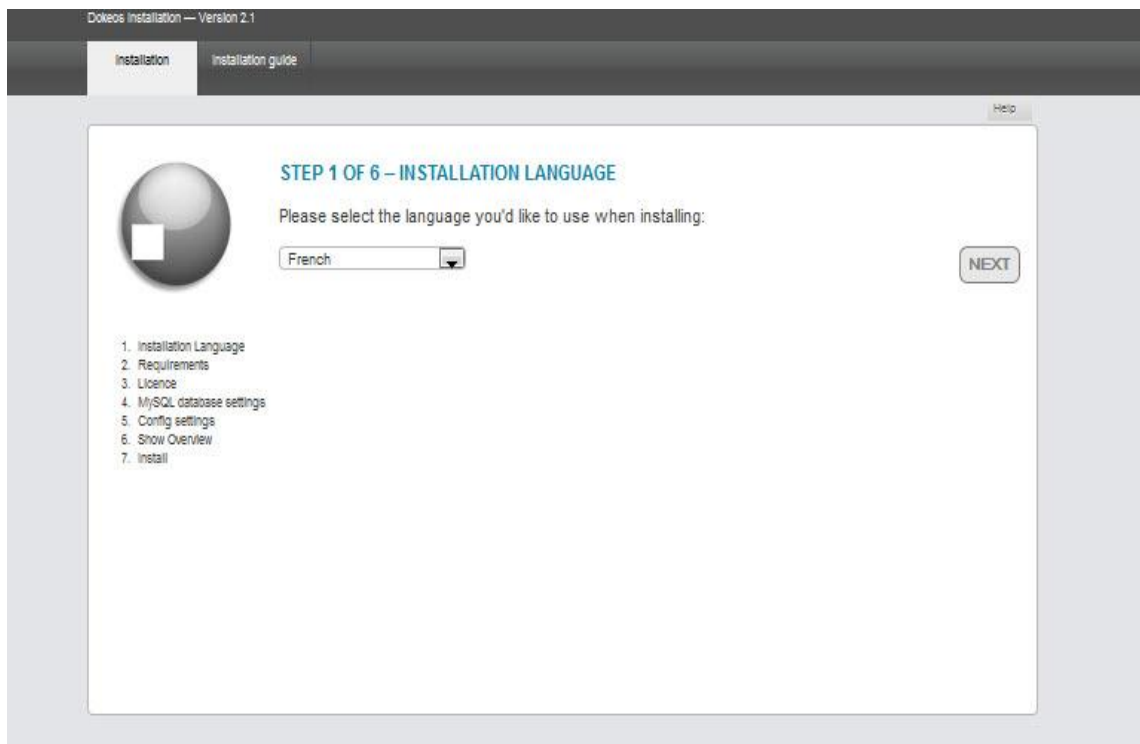 Dokeos Installation — Version 2.1
Installation
Installation guide
Help
STEP 1 OF 6 – INSTALLATION LANGUAGE
Please select the language you'd like to use when installing:
French
NEXT
1. Installation Language
2. Requirements
3. Licence
4. MySQL database settings
5. Config settings
6. Show Overview
7. Install